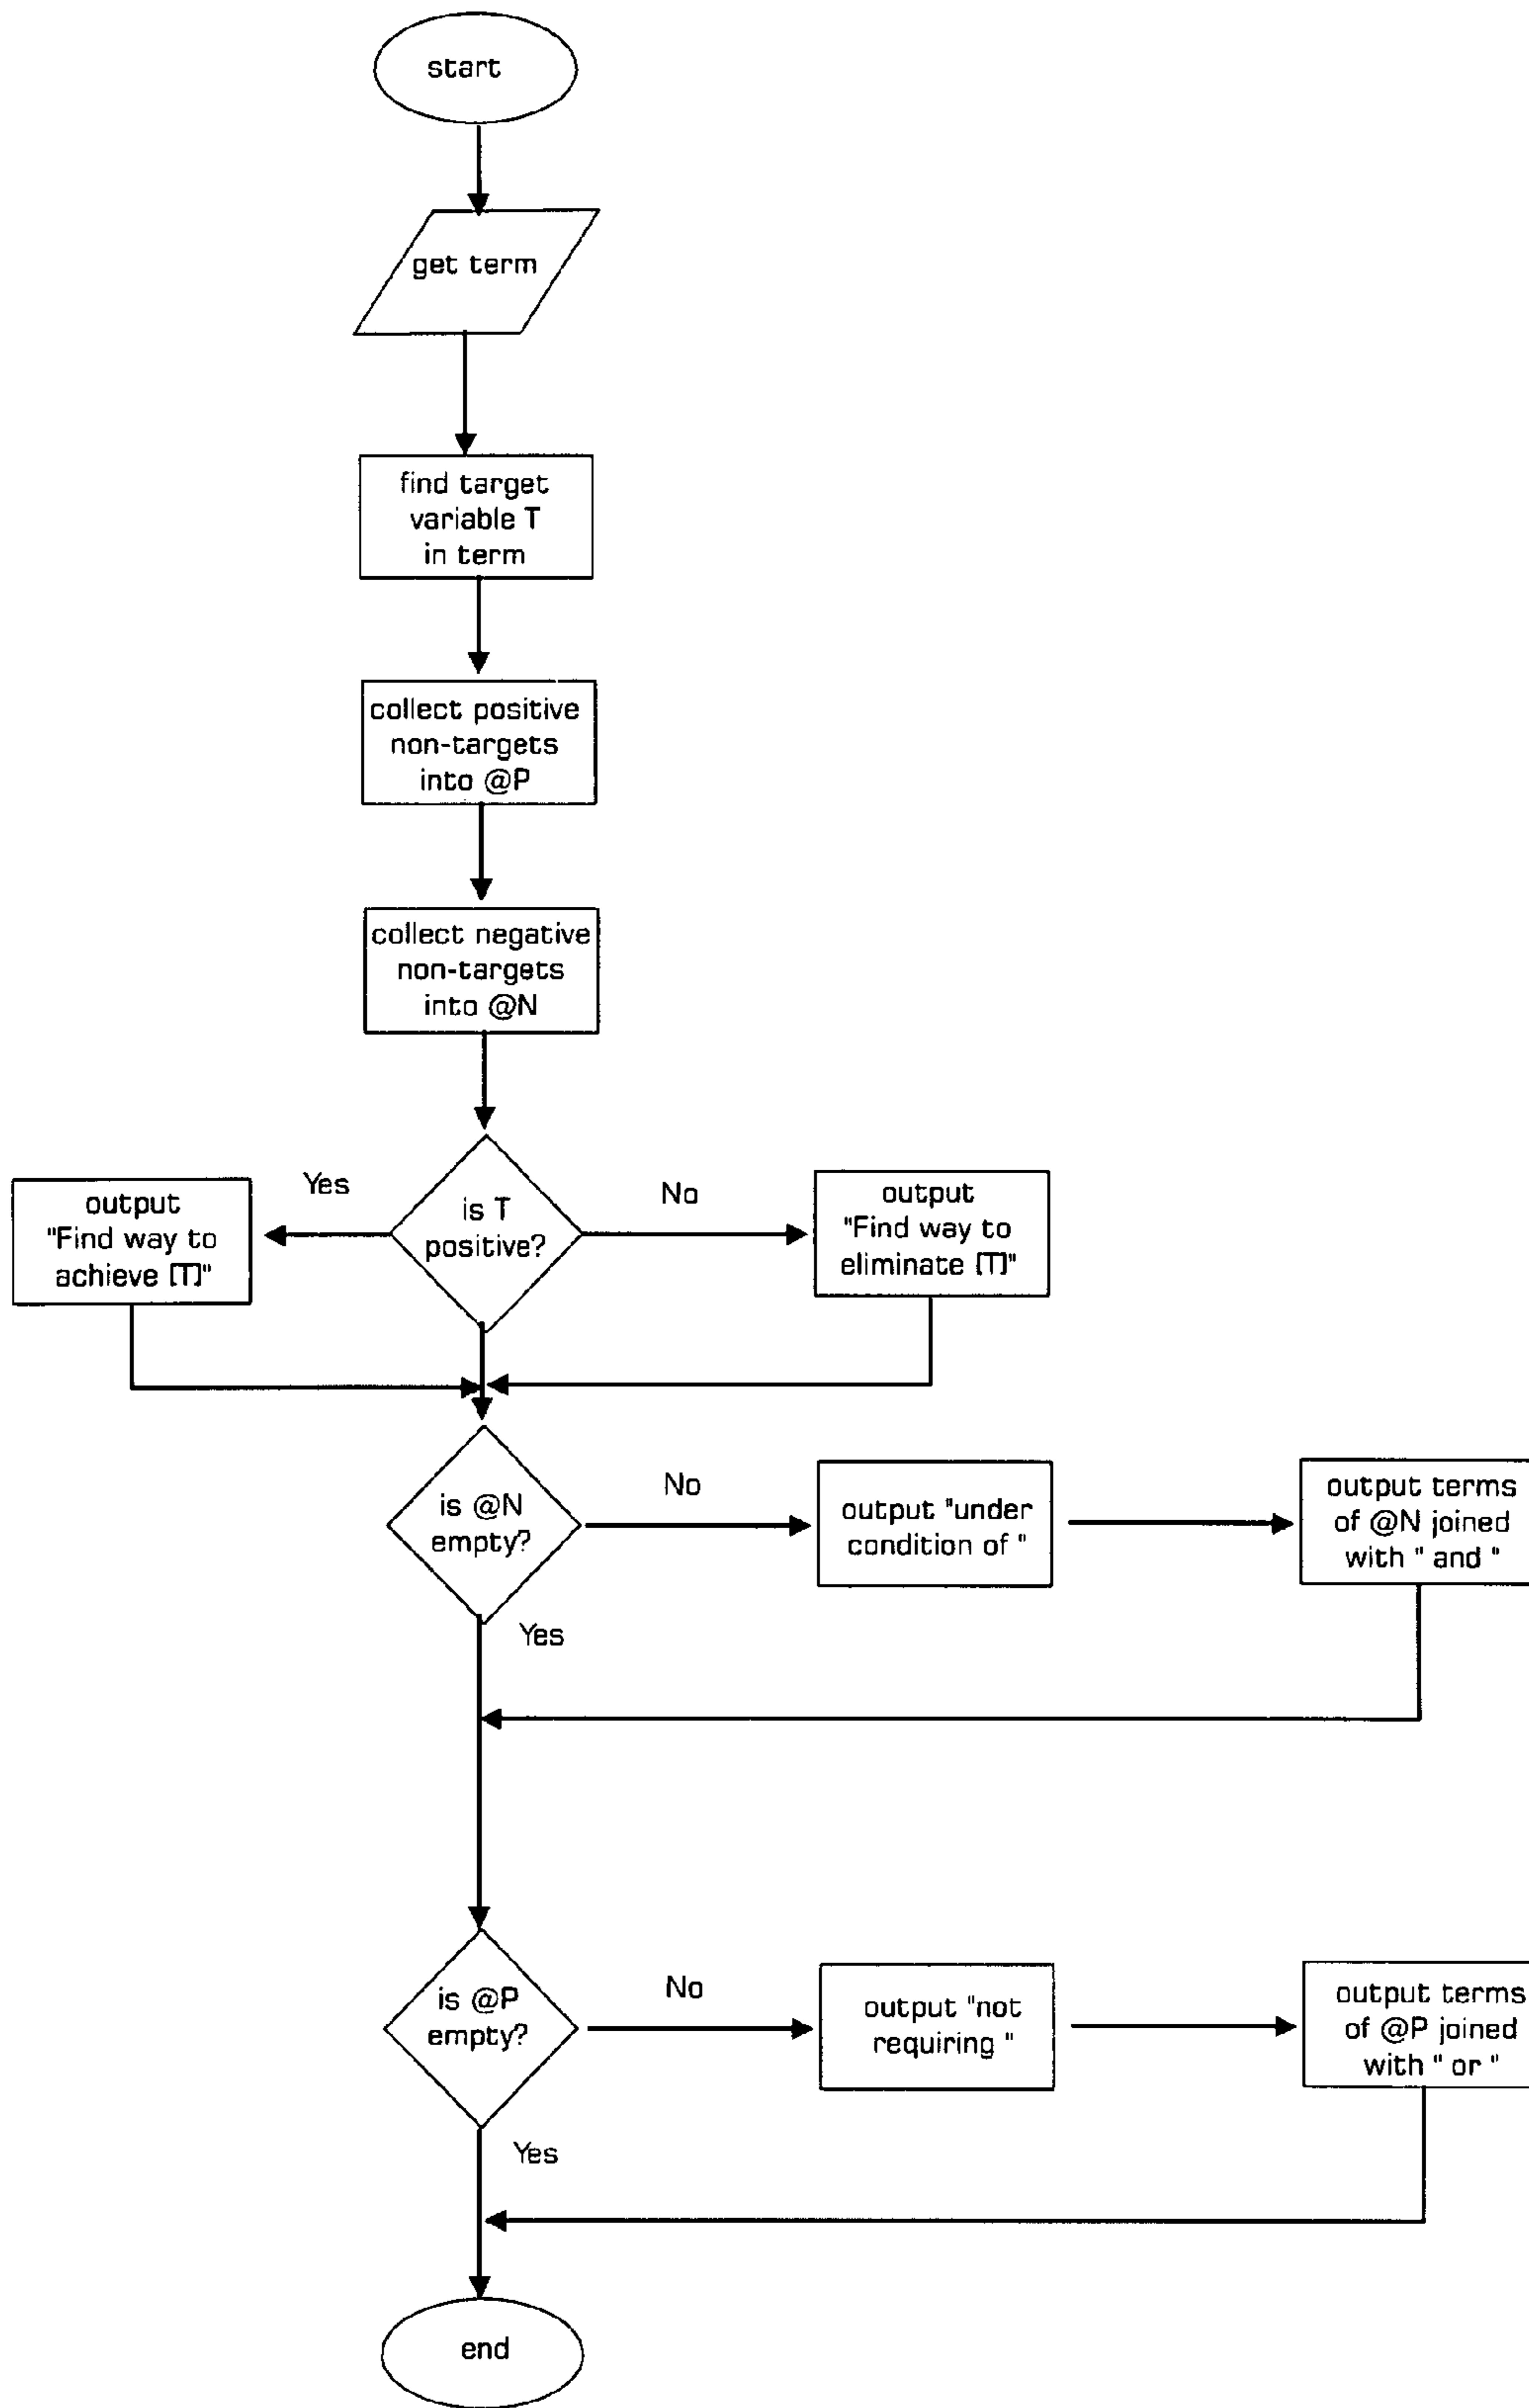 start
get term
find target
variable T
in term
collect positive
non-targets
into @P
collect negative
non-targets
into @N
is T
positive?
Yes
output
"Find way to
achieve [T]"
No
output
"Find way to
eliminate [T]"
is @N
empty?
No
output "under
condition of "
output terms
of @N joined
with " and "
Yes
is @P
empty?
No
output "not
requiring "
output terms
of @P joined
with " or "
Yes
end